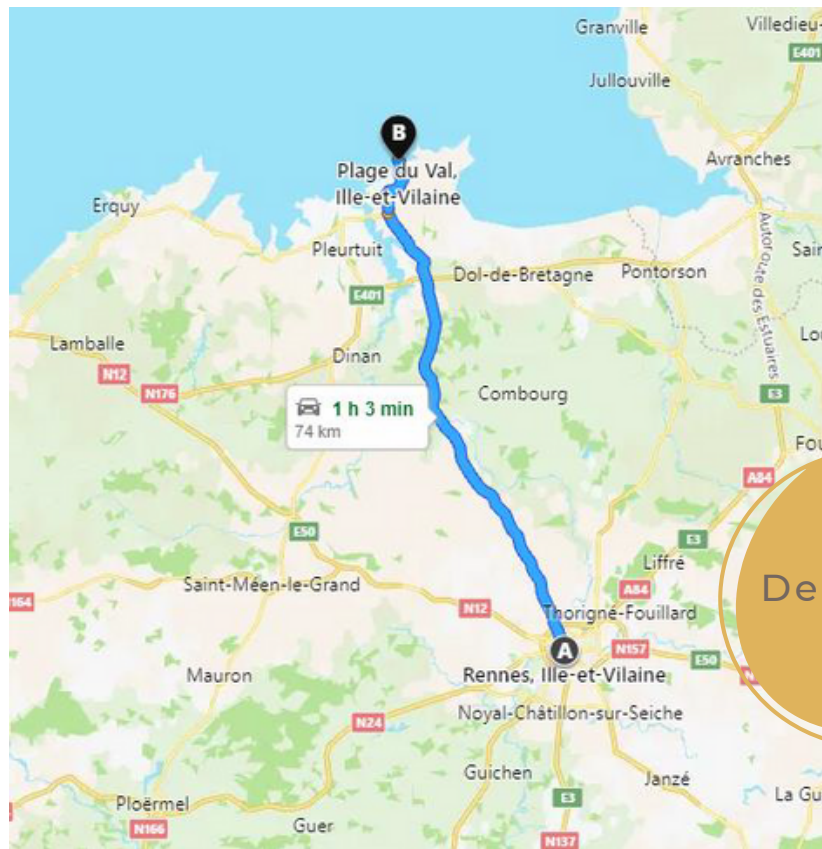 Granville
Villedieu-
E401
Jullouville
B
Avranches
Plage du Val,
Ille-et-Vilaine
Erquy
Autoroute des Estuaires
Pleurtuit
Dol-de-Bretagne
Pontorson
E401
Lamballe
Dinan
N12
N176
Combourg
E3
1 h 3 min
74 km
A84
E50
E3
Liffré
Saint-Méen-le-Grand
A84
De
164
N12
Thorigné-Fouillard
A
N157
E50
Rennes, Ille-et-Vilaine
Mauron
N24
Noyal-Châtillon-sur-Seiche
Guichen
Janzé
E3
La Gu
Ploërmel
N166
Guer
N137